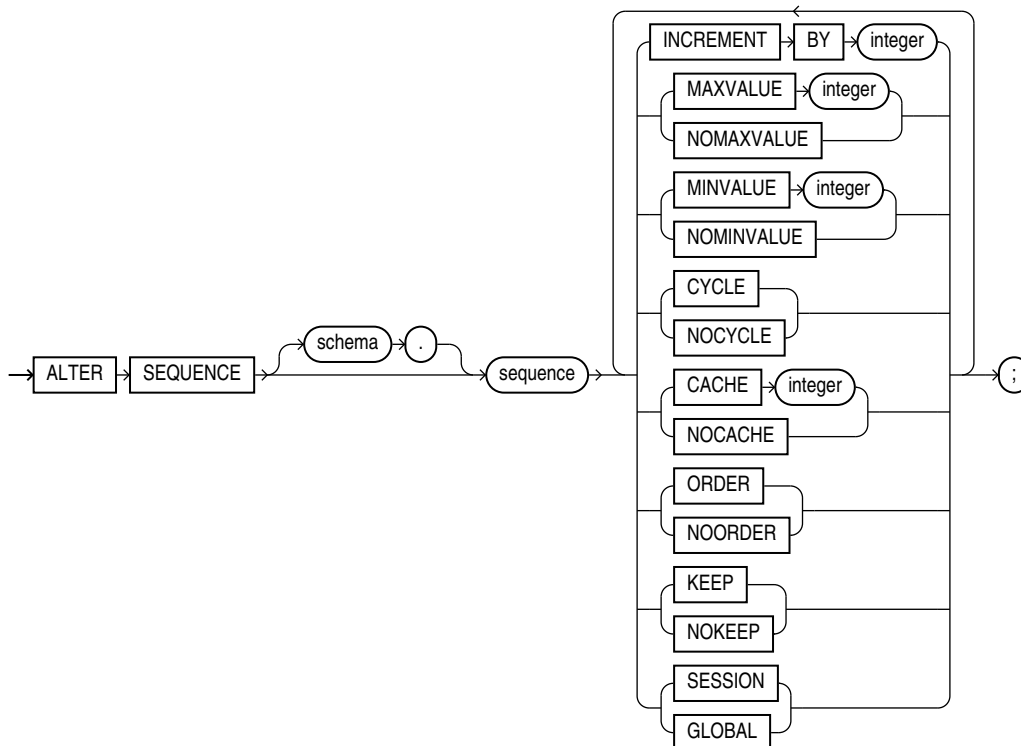 INCREMENT BY integer
MAXVALUE integer
NOMAXVALUE
MINVALUE integer
NOMINVALUE
CYCLE
NOCYCLE
schema .
ALTER SEQUENCE sequence ;
CACHE integer
NOCACHE
ORDER
NOORDER
KEEP
NOKEEP
SESSION
GLOBAL